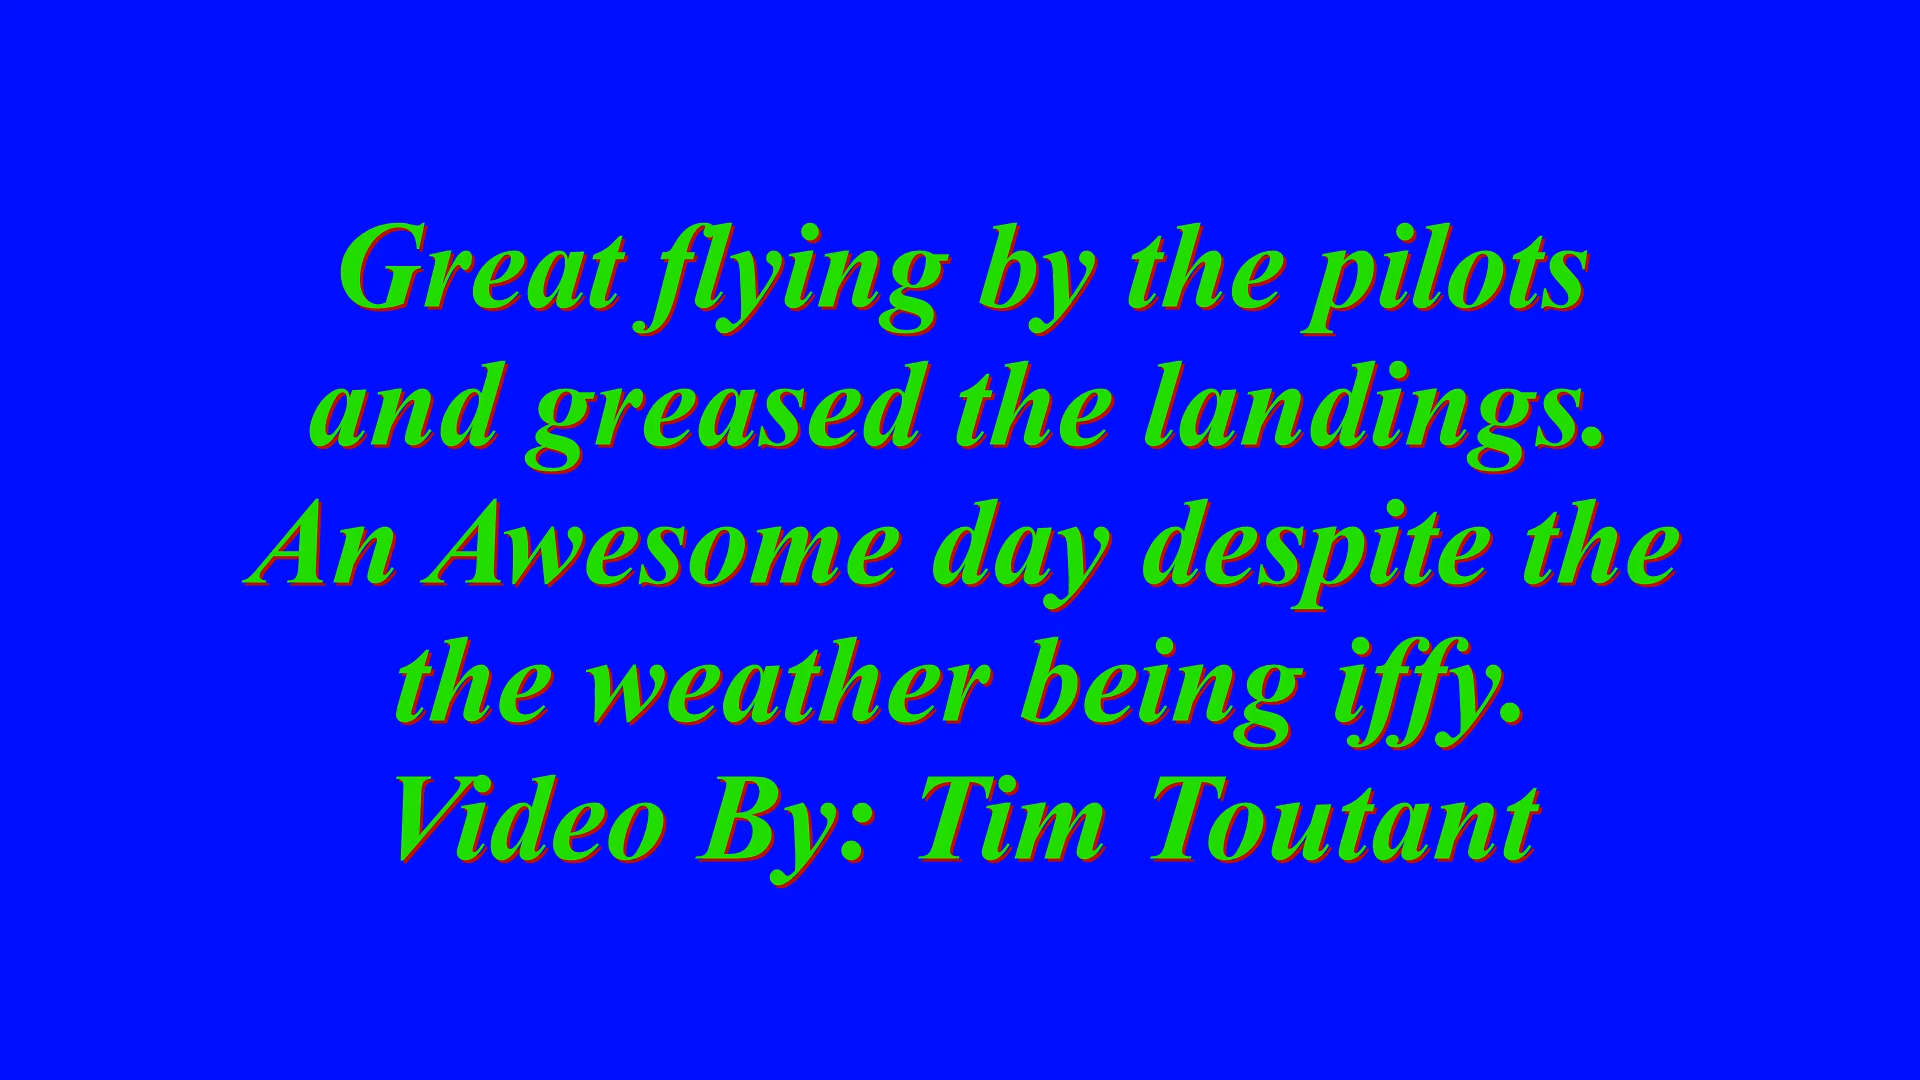 Great flying by the pilots
and greased the landings.
An Awesome day despite the
the weather being iffy.
Video By: Tim Toutant